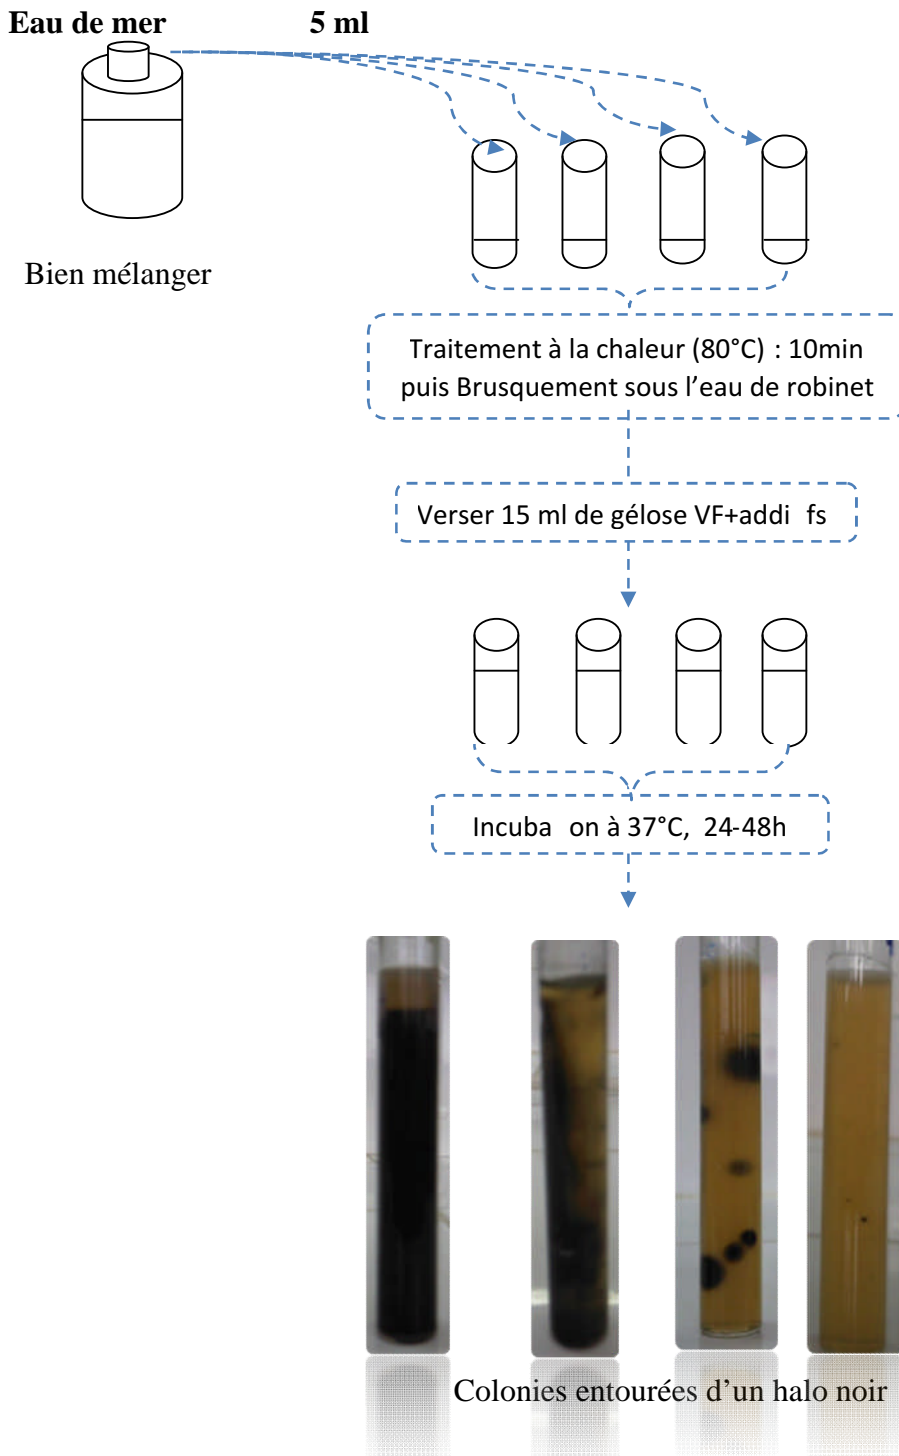 Eau de mer 5 ml
Bien mélanger
Traitement à la chaleur (80°C) : 10min
puis Brusquement sous l'eau de robinet
Verser 15 ml de gélose VF+addi fs
Incuba on à 37°C, 24-48h
Colonies entourées d'un halo noir